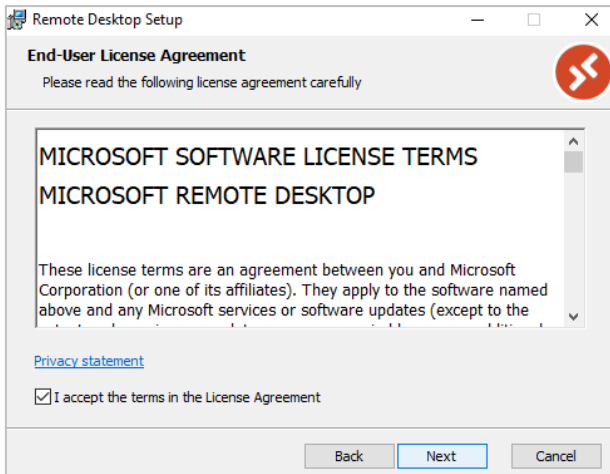 Remote Desktop Setup
End-User License Agreement
Please read the following license agreement carefully
MICROSOFT SOFTWARE LICENSE TERMS
MICROSOFT REMOTE DESKTOP
These license terms are an agreement between you and Microsoft
Corporation (or one of its affiliates). They apply to the software named
above and any Microsoft services or software updates (except to the
Privacy statement
I accept the terms in the License Agreement
Back
Next
Cancel